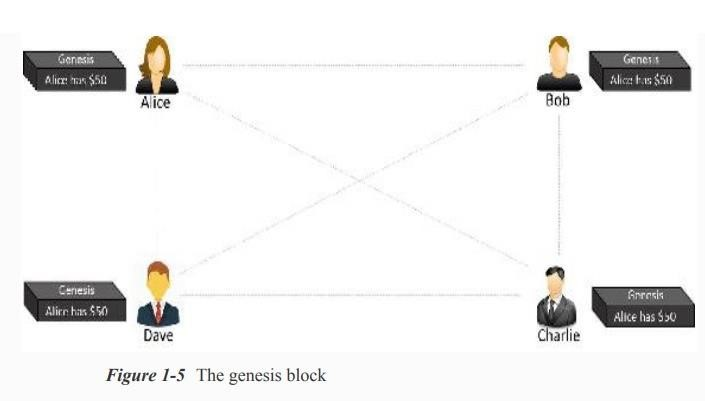 Genesis
Alice has $50
Alice
Genesis
Alice has $50
Bob
Genesis
Alice has $50
Dave
Genesis
Alice has $50
Charlie
Figure 1-5 The genesis block